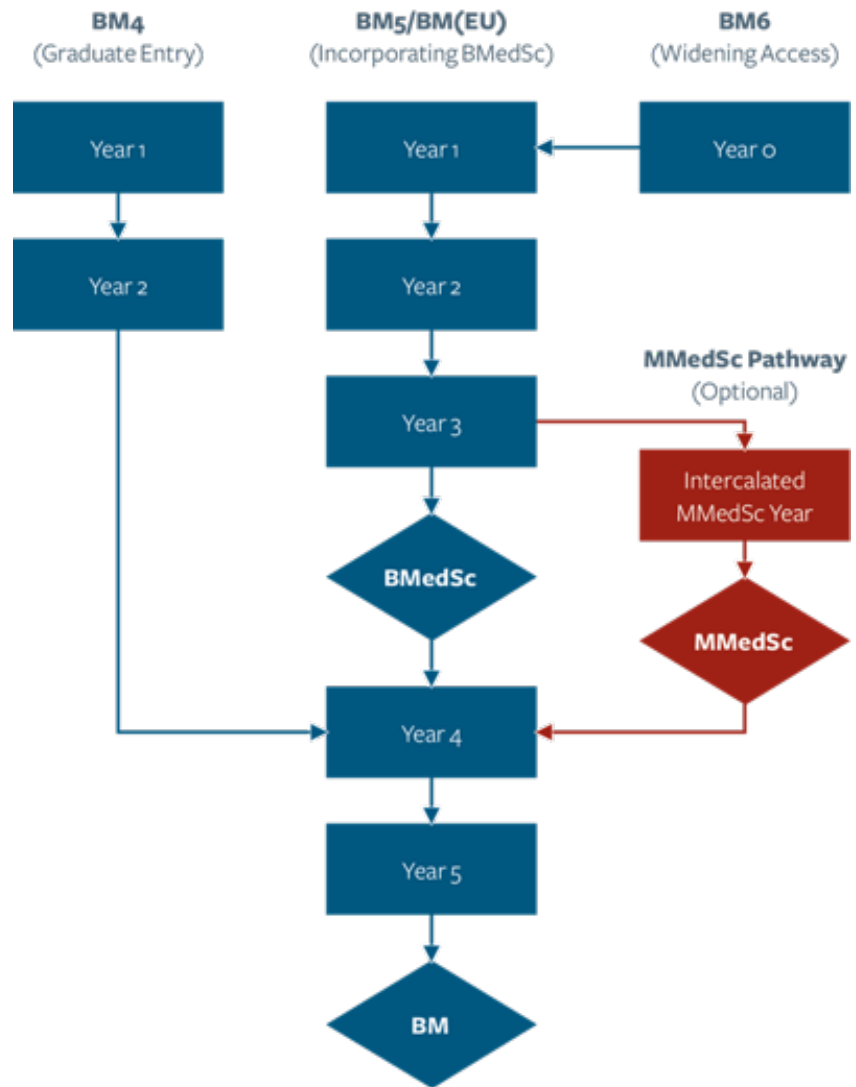 BM4
(Graduate Entry)
BM5/BM(EU)
(Incorporating BMedSc)
BM6
(Widening Access)
Year 1
Year 1
Year 0
Year 2
Year 2
MMedSc Pathway
(Optional)
Year 3
Intercalated
MMedSc Year
BMedSc
MMedSc
Year 4
Year 5
BM